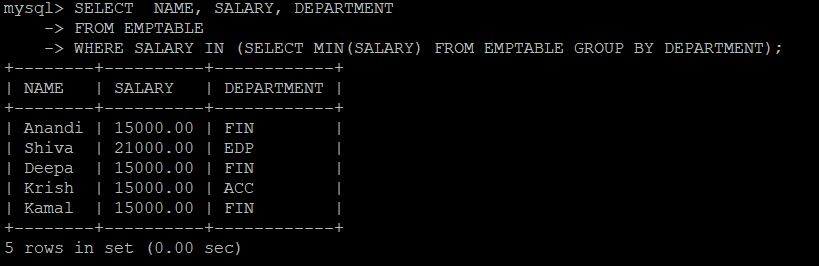 mysql> SELECT  NAME, SALARY, DEPARTMENT
    -> FROM EMPTABLE
    -> WHERE SALARY IN (SELECT MIN(SALARY) FROM EMPTABLE GROUP BY DEPARTMENT);
+--------+----------+------------+
| NAME   | SALARY   | DEPARTMENT |
+--------+----------+------------+
| Anandi | 15000.00 | FIN        |
| Shiva  | 21000.00 | EDP        |
| Deepa  | 15000.00 | FIN        |
| Krish  | 15000.00 | ACC        |
| Kamal  | 15000.00 | FIN        |
+--------+----------+------------+
5 rows in set (0.00 sec)